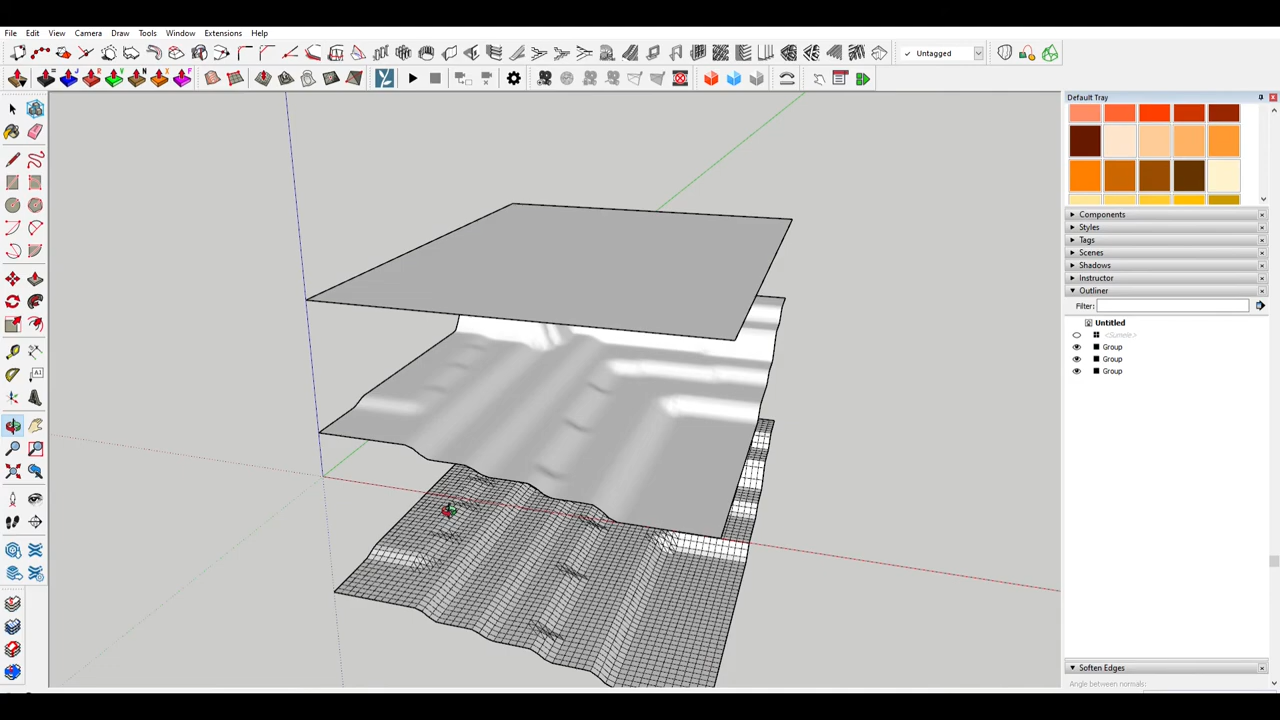 File Edit View Camera Draw Tools Window Extensions Help
Untagged
Default Tray
Components
Styles
Tags
Scenes
Shadows
Instructor
Outliner
Filter:
Untitled
Group
Group
Group
Soften Edges
Angle between normals: